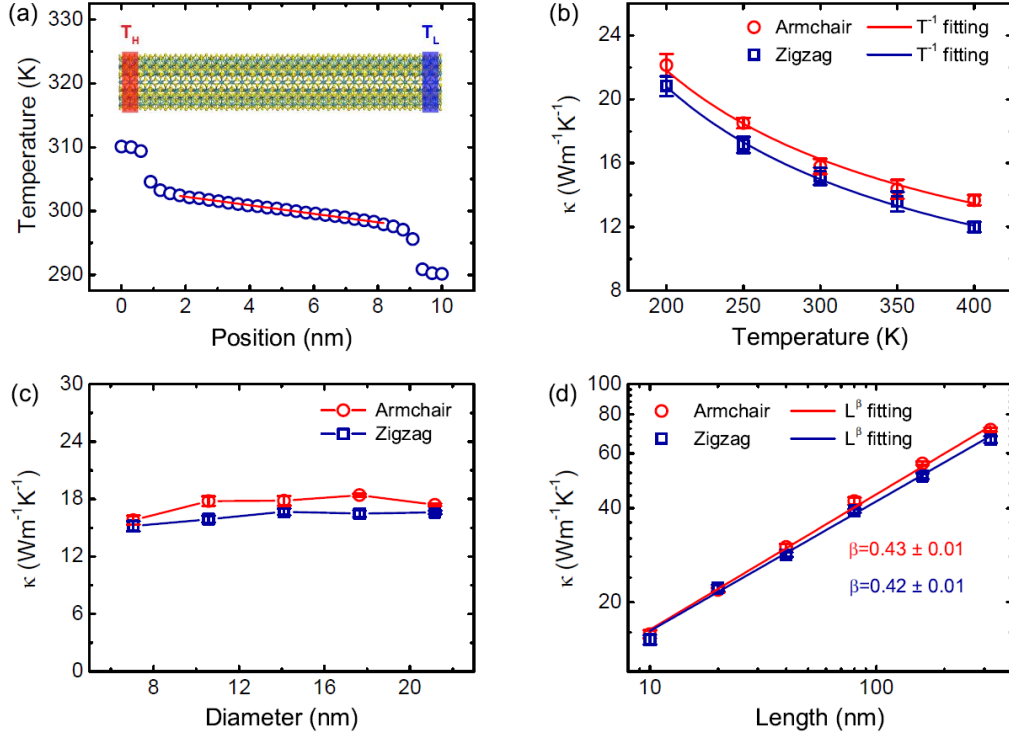 (a)
330
320
310
300
290
Temperature (K)
T_H
T_L
0 2 4 6 8 10
Position (nm)
(b)
24
20
16
12
8
κ (Wm⁻¹K⁻¹)
Armchair T⁻¹ fitting
Zigzag T⁻¹ fitting
200 250 300 350 400
Temperature (K)
(c)
30
24
18
12
6
0
κ (Wm⁻¹K⁻¹)
Armchair
Zigzag
8 12 16 20
Diameter (nm)
(d)
100
80
60
40
20
κ (Wm⁻¹K⁻¹)
Armchair L^β fitting
Zigzag L^β fitting
β=0.43 ± 0.01
β=0.42 ± 0.01
10 100
Length (nm)